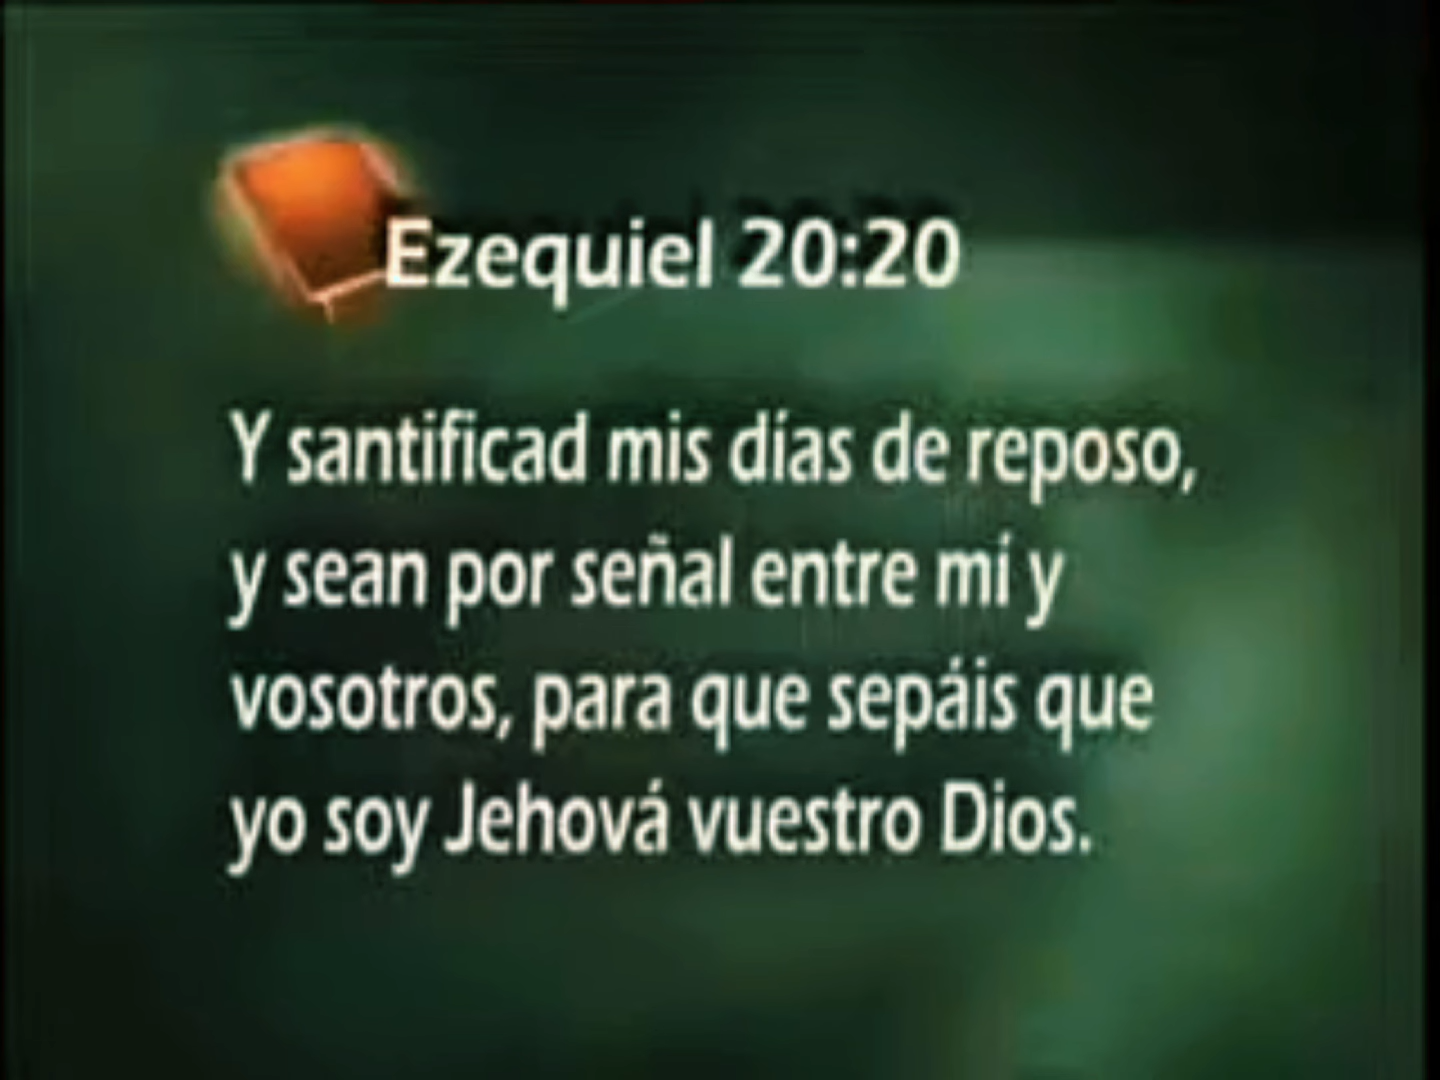 Ezequiel 20:20
Y santificad mis días de reposo,
y sean por señal entre mí y
vosotros, para que sepáis que
yo soy Jehová vuestro Dios.